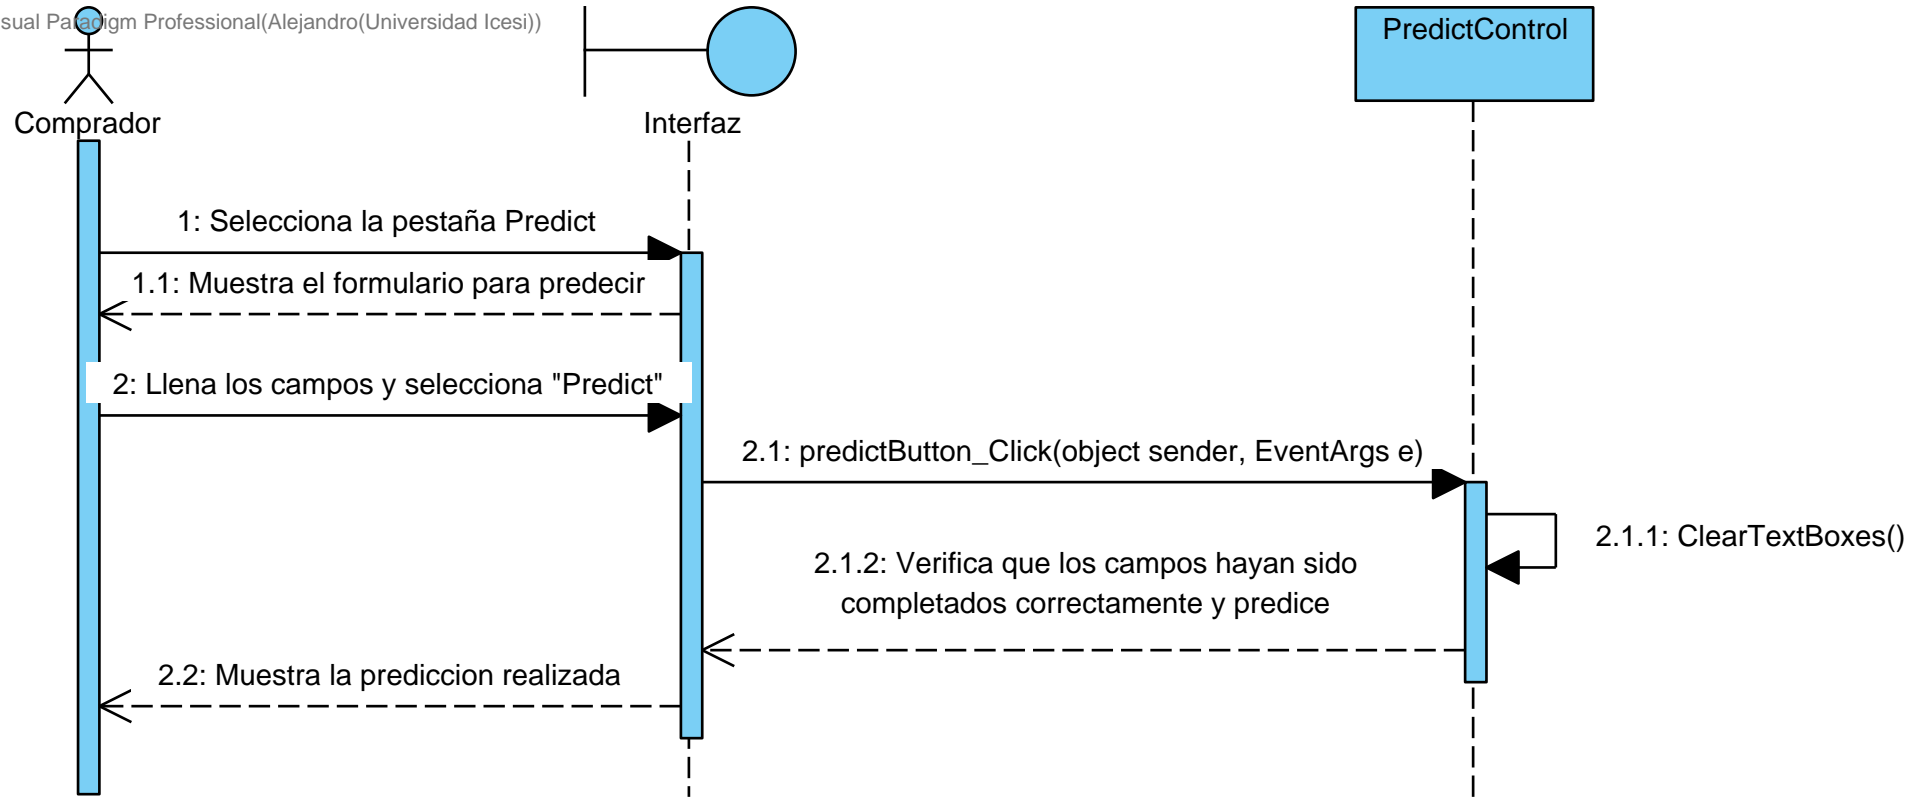 sual Paradigm Professional(Alejandro(Universidad Icesi))
PredictControl
Comprador
Interfaz
1: Selecciona la pestaña Predict
1.1: Muestra el formulario para predecir
2: Llena los campos y selecciona "Predict"
2.1: predictButton_Click(object sender, EventArgs e)
2.1.1: ClearTextBoxes()
2.1.2: Verifica que los campos hayan sido
completados correctamente y predice
2.2: Muestra la prediccion realizada